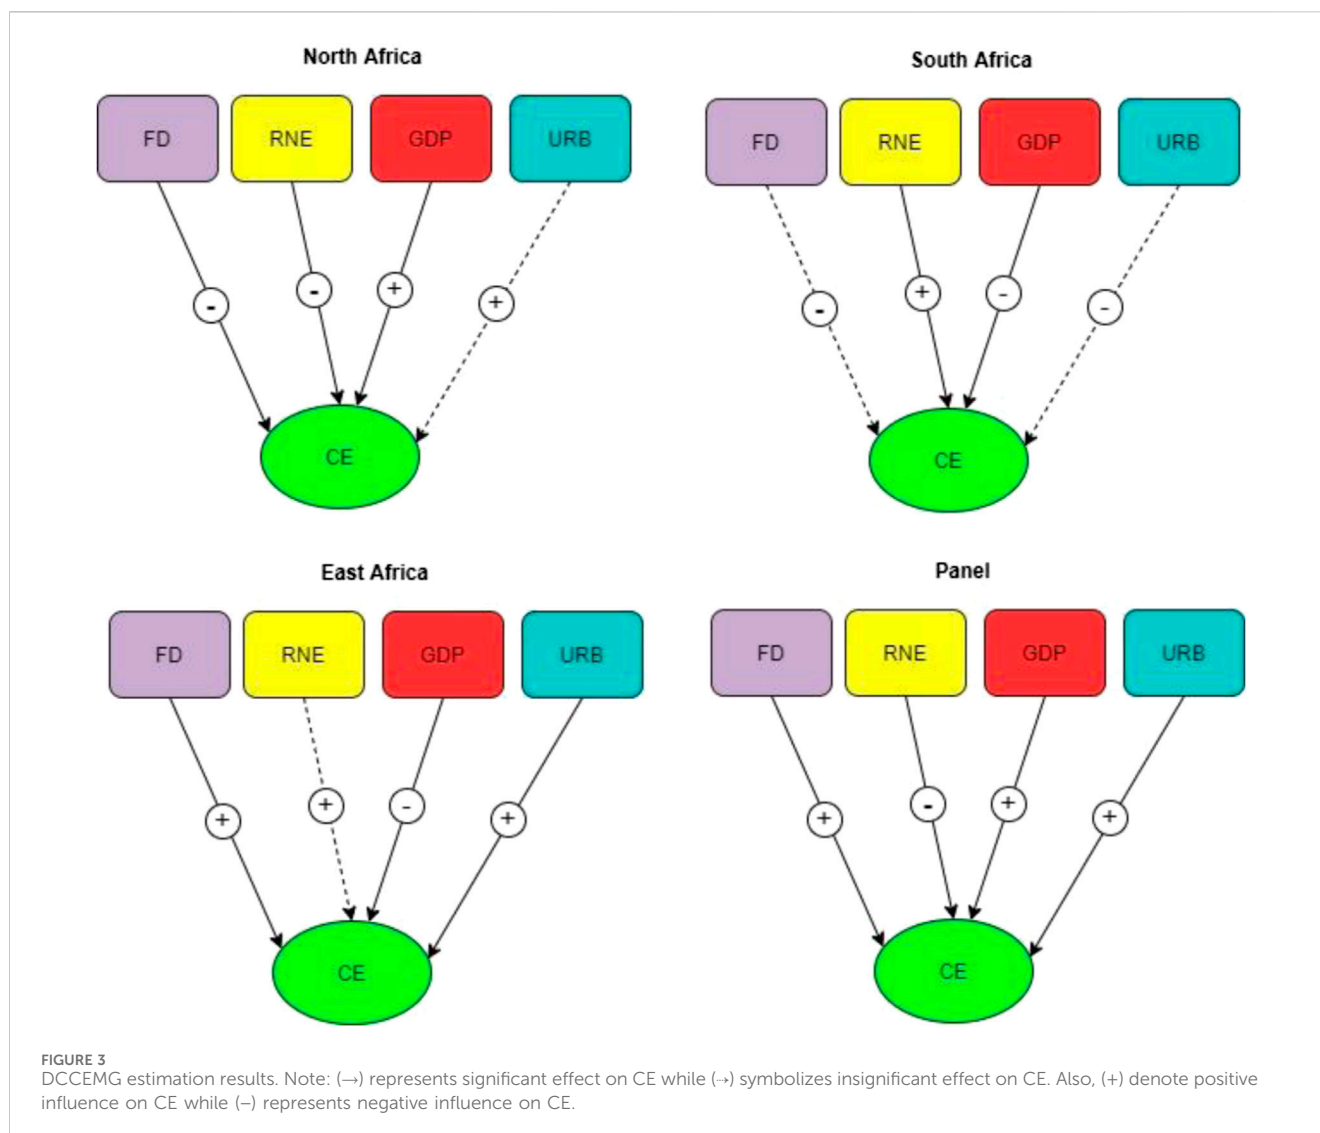 North Africa
FD RNE GDP URB
- - + +
CE
South Africa
FD RNE GDP URB
- + - -
CE
East Africa
FD RNE GDP URB
+ + - +
CE
Panel
FD RNE GDP URB
+ - + +
CE
FIGURE 3
DCCEMG estimation results. Note: (→) represents significant effect on CE while (⇢) symbolizes insignificant effect on CE. Also, (+) denote positive
influence on CE while (–) represents negative influence on CE.